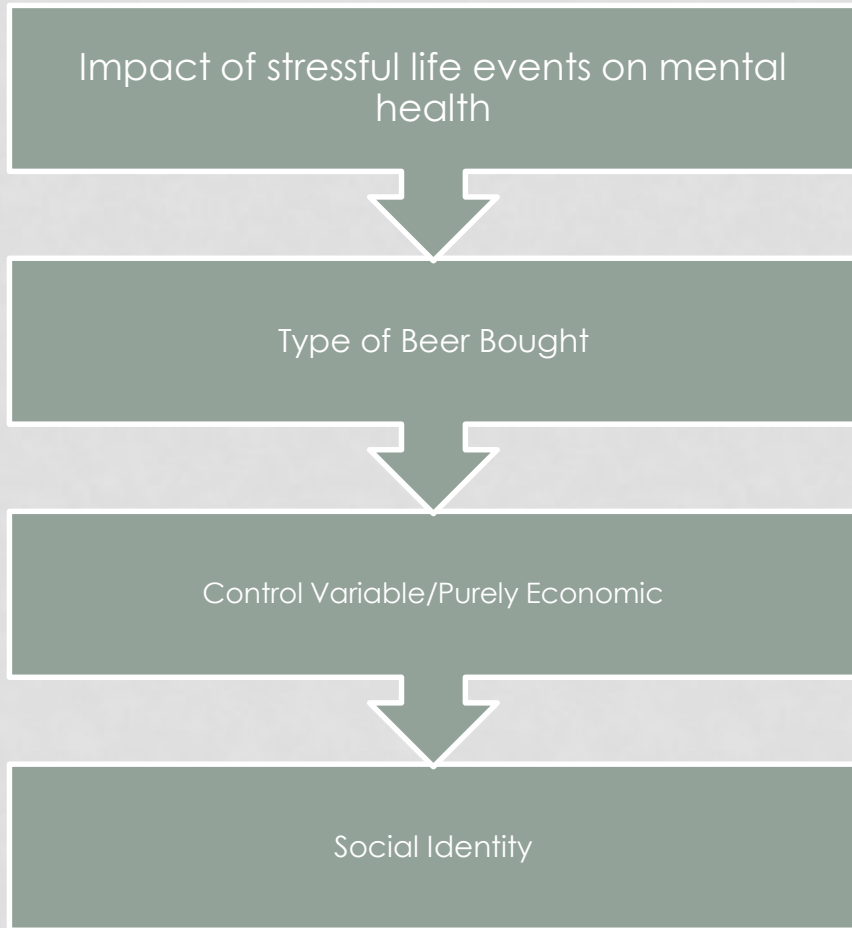 Impact of stressful life events on mental
health
Type of Beer Bought
Control Variable/Purely Economic
Social Identity